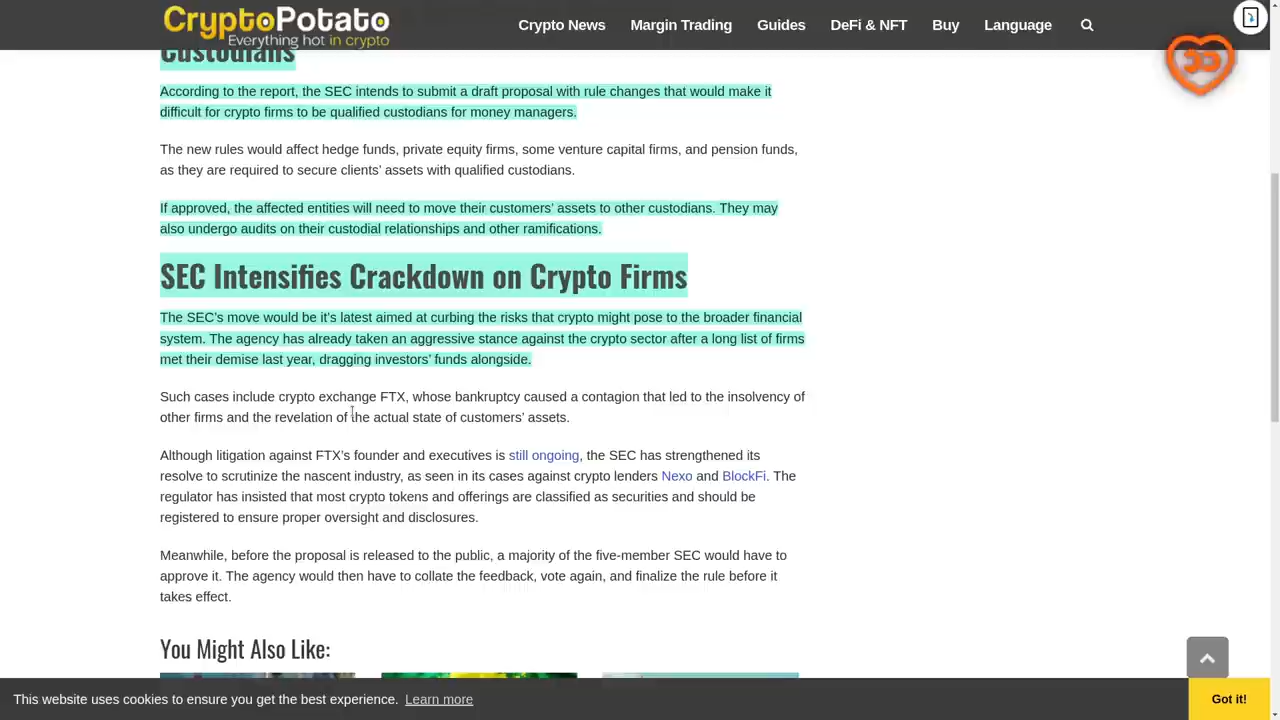 CryptoPotato
Everything hot in crypto
Crypto News
Margin Trading
Guides
DeFi & NFT
Buy
Language
Custodians
According to the report, the SEC intends to submit a draft proposal with rule changes that would make it
difficult for crypto firms to be qualified custodians for money managers.
The new rules would affect hedge funds, private equity firms, some venture capital firms, and pension funds,
as they are required to secure clients’ assets with qualified custodians.
If approved, the affected entities will need to move their customers’ assets to other custodians. They may
also undergo audits on their custodial relationships and other ramifications.
SEC Intensifies Crackdown on Crypto Firms
The SEC’s move would be it’s latest aimed at curbing the risks that crypto might pose to the broader financial
system. The agency has already taken an aggressive stance against the crypto sector after a long list of firms
met their demise last year, dragging investors’ funds alongside.
Such cases include crypto exchange FTX, whose bankruptcy caused a contagion that led to the insolvency of
other firms and the revelation of the actual state of customers’ assets.
Although litigation against FTX’s founder and executives is still ongoing, the SEC has strengthened its
resolve to scrutinize the nascent industry, as seen in its cases against crypto lenders Nexo and BlockFi. The
regulator has insisted that most crypto tokens and offerings are classified as securities and should be
registered to ensure proper oversight and disclosures.
Meanwhile, before the proposal is released to the public, a majority of the five-member SEC would have to
approve it. The agency would then have to collate the feedback, vote again, and finalize the rule before it
takes effect.
You Might Also Like:
This website uses cookies to ensure you get the best experience. Learn more
Got it!